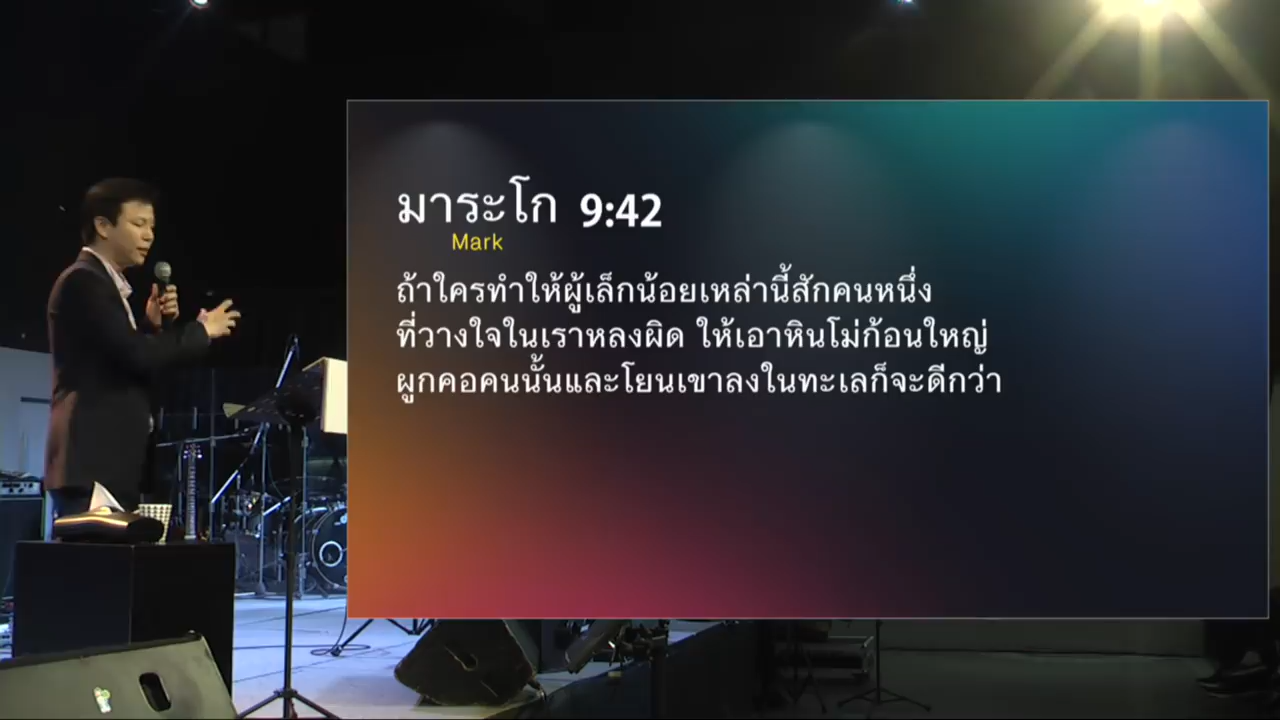 มาระโก 9:42
Mark
ถ้าใครทำให้ผู้เล็กน้อยเหล่านี้สักคนหนึ่ง
ที่วางใจในเราหลงผิด ให้เอาหินโม่ก้อนใหญ่
ผูกคอคนนั้นและโยนเขาลงในทะเลก็จะดีกว่า